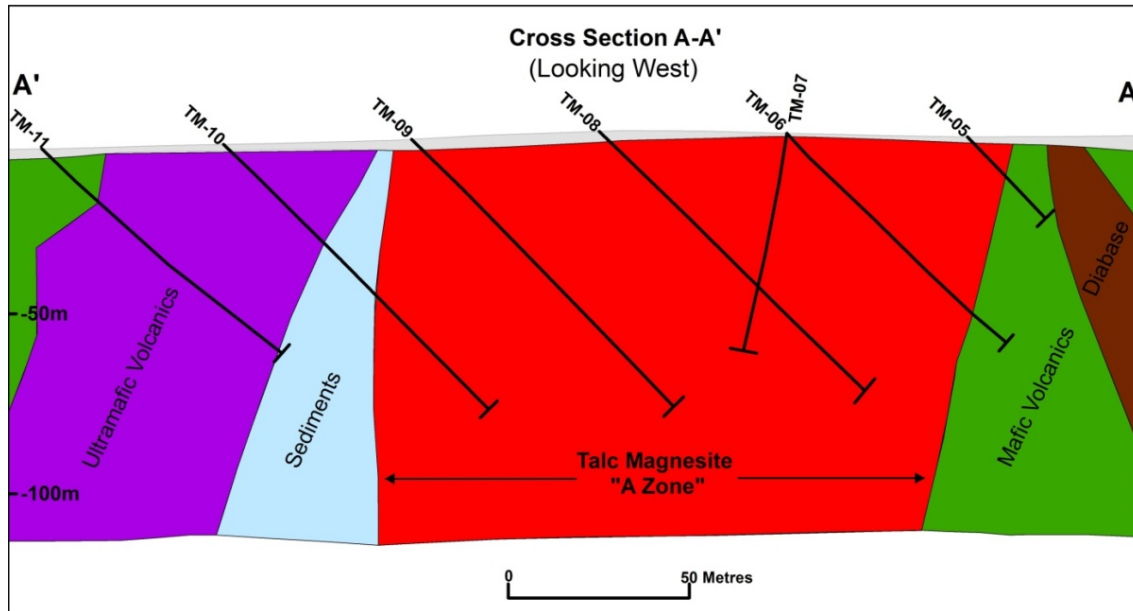 Cross Section A-A'
(Looking West)
A'
A
TM-11
TM-10
TM-09
TM-08
TM-06
TM-07
TM-05
-50m
-100m
Ultramafic Volcanics
Sediments
Talc Magnesite
"A Zone"
Mafic Volcanics
Diabase
0
50 Metres